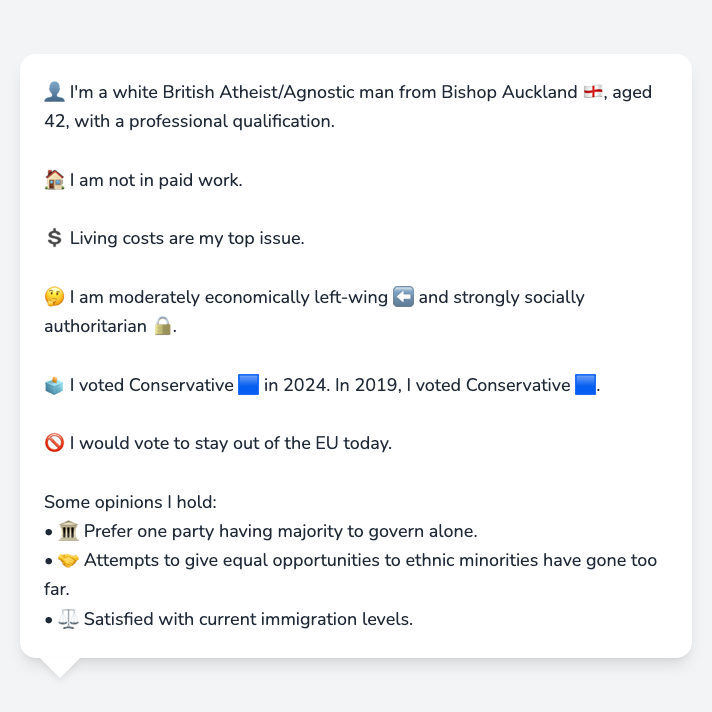 👤 I'm a white British Atheist/Agnostic man from Bishop Auckland 🏴󠁧󠁢󠁥󠁮󠁧󠁿, aged
42, with a professional qualification.
🏠 I am not in paid work.
💲 Living costs are my top issue.
🤔 I am moderately economically left-wing ⬅️ and strongly socially
authoritarian 🔒.
🗳️ I voted Conservative 🟦 in 2024. In 2019, I voted Conservative 🟦.
🚫 I would vote to stay out of the EU today.
Some opinions I hold:
• 🏛️ Prefer one party having majority to govern alone.
• 🤝 Attempts to give equal opportunities to ethnic minorities have gone too
far.
• ⚖️ Satisfied with current immigration levels.